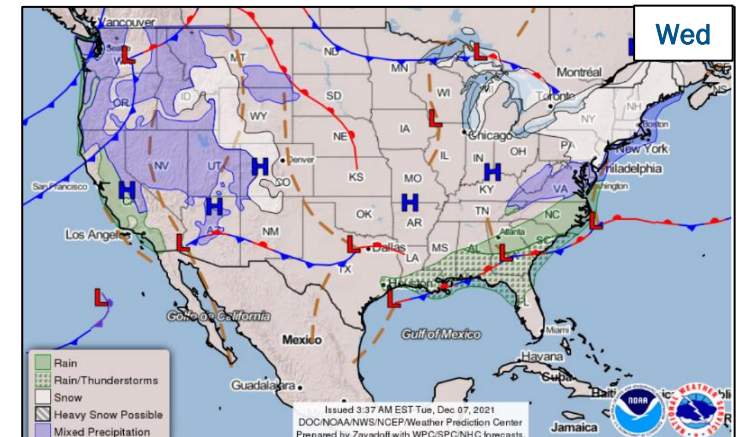 Wed
Vancouver
Seattle
WA
MT
ND
MN
Montréal
OR
ID
SD
WI
Toronto
WY
NH
NY
Boston
NE
IA
Chicago
New York
NV
UT
Denver
IL
IN
OH
PA
Philadelphia
San Francisco
CO
KS
MO
KY
VA
Washington
OK
AR
TN
NC
Los Angeles
AZ
NM
Atlanta
SC
Dallas
MS
AL
TX
LA
Houston
FL
Golfo de California
Mexico
Gulf of Mexico
Miami
Havana
Cuba
Guadalajara
Jamaica
H
H
H
H
H
L
L
L
L
L
L
L
L
L
Rain
Rain/Thunderstorms
Snow
Heavy Snow Possible
Mixed Precipitation
Issued 3:37 AM EST Tue, Dec 07, 2021
DOC/NOAA/NWS/NCEP/Weather Prediction Center
Prepared by Zavadoff with WPC/SPC/NHC forecasts
NOAA